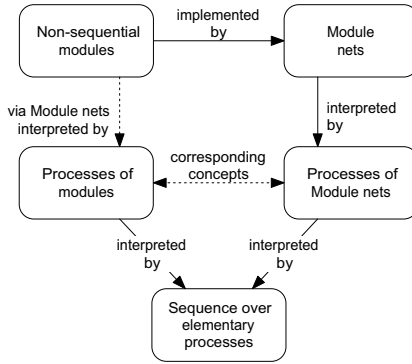 Non-sequential
modules
implemented
by
Module
nets
via Module nets
interpreted by
interpreted
by
Processes of
modules
corresponding
concepts
Processes of
Module nets
interpreted
by
interpreted
by
Sequence over
elementary
processes